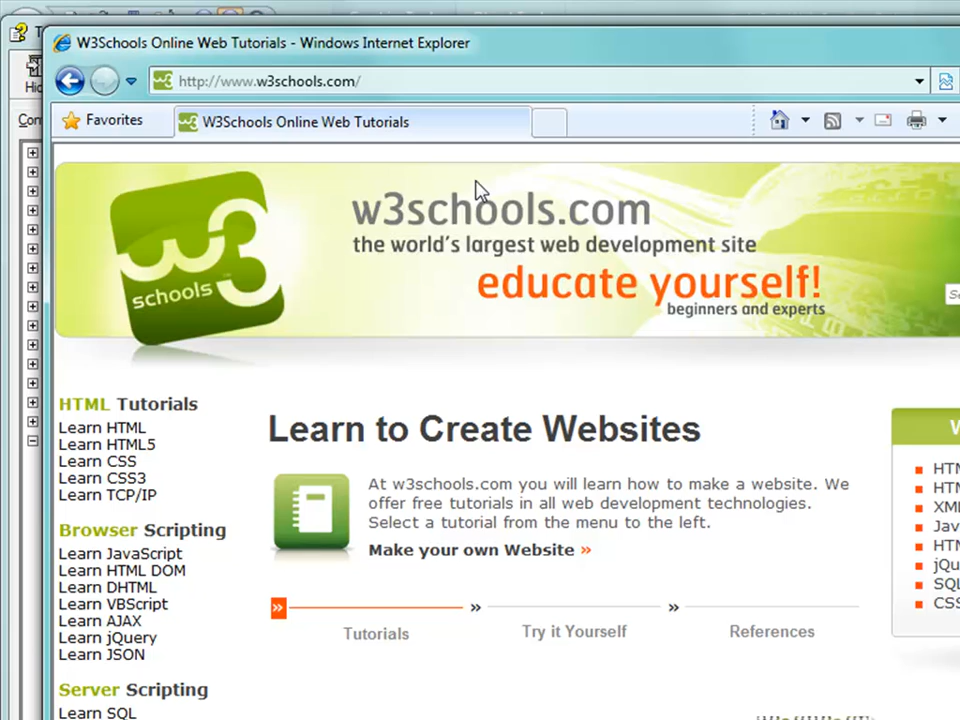 W3Schools Online Web Tutorials - Windows Internet Explorer
http://www.w3schools.com/
Favorites
W3Schools Online Web Tutorials
w3schools.com
the world's largest web development site
educate yourself!
beginners and experts
w3
schools
HTML Tutorials
Learn HTML
Learn HTML5
Learn CSS
Learn CSS3
Learn TCP/IP
Browser Scripting
Learn JavaScript
Learn HTML DOM
Learn DHTML
Learn VBScript
Learn AJAX
Learn jQuery
Learn JSON
Server Scripting
Learn SQL
Learn to Create Websites
At w3schools.com you will learn how to make a website. We
offer free tutorials in all web development technologies.
Select a tutorial from the menu to the left.
Make your own Website »
» » »
Tutorials Try it Yourself References